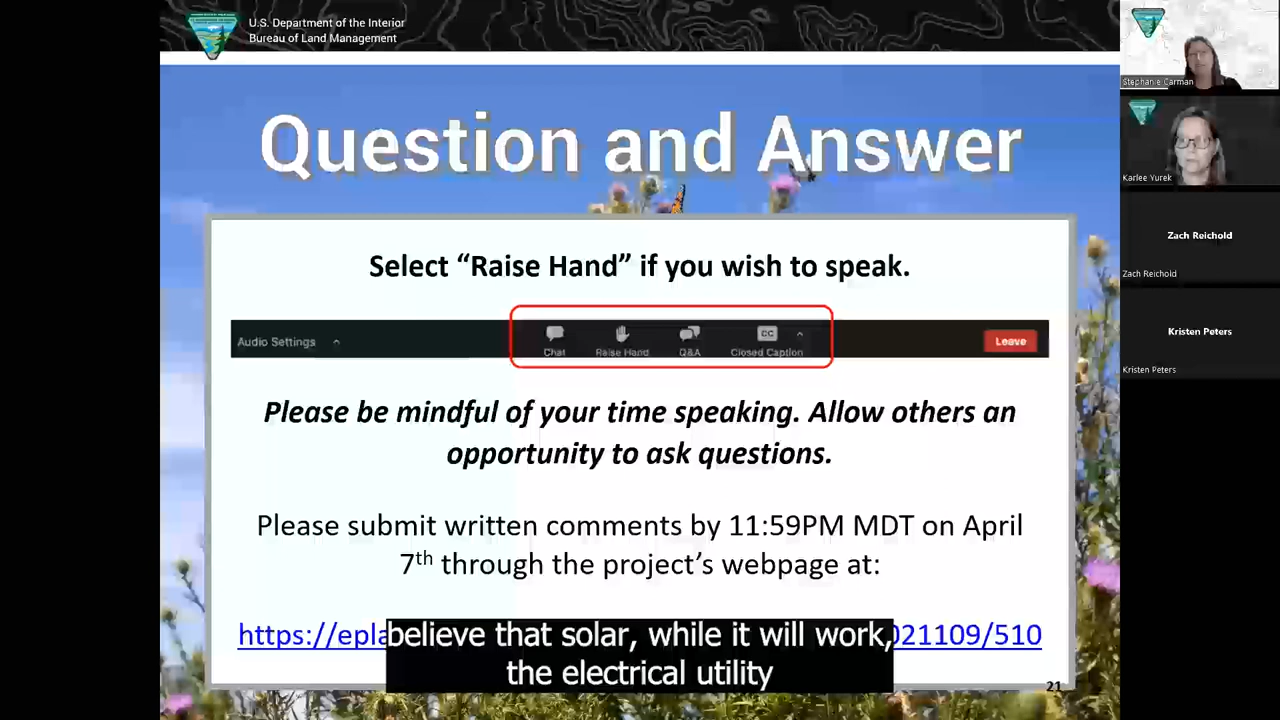 U.S. Department of the Interior
Bureau of Land Management
Question and Answer
Select “Raise Hand” if you wish to speak.
Audio Settings
Chat
Raise Hand
Q&A
CC
Closed Caption
Leave
Please be mindful of your time speaking. Allow others an
opportunity to ask questions.
Please submit written comments by 11:59PM MDT on April
7th through the project’s webpage at:
https://epla 021109/510
believe that solar, while it will work,
the electrical utility
21
Stephanie Carman
Karlee Yurek
Zach Reichold
Zach Reichold
Kristen Peters
Kristen Peters